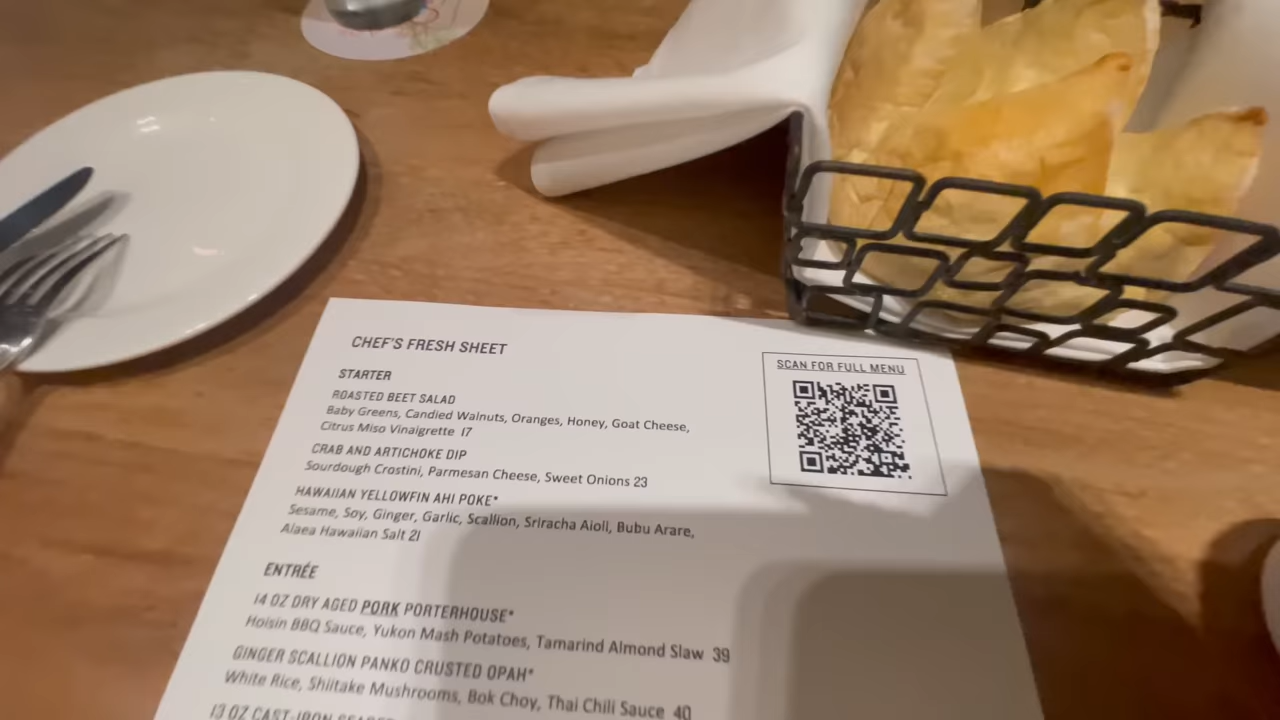 CHEF'S FRESH SHEET
SCAN FOR FULL MENU
STARTER
ROASTED BEET SALAD
Baby Greens, Candied Walnuts, Oranges, Honey, Goat Cheese,
Citrus Miso Vinaigrette 17
CRAB AND ARTICHOKE DIP
Sourdough Crostini, Parmesan Cheese, Sweet Onions 23
HAWAIIAN YELLOWFIN AHI POKE*
Sesame, Soy, Ginger, Garlic, Scallion, Sriracha Aioli, Bubu Arare,
Alaea Hawaiian Salt 21
ENTRÉE
14 OZ DRY AGED PORK PORTERHOUSE*
Hoisin BBQ Sauce, Yukon Mash Potatoes, Tamarind Almond Slaw 39
GINGER SCALLION PANKO CRUSTED OPAH*
White Rice, Shiitake Mushrooms, Bok Choy, Thai Chili Sauce 40
13 OZ CAST-IRON